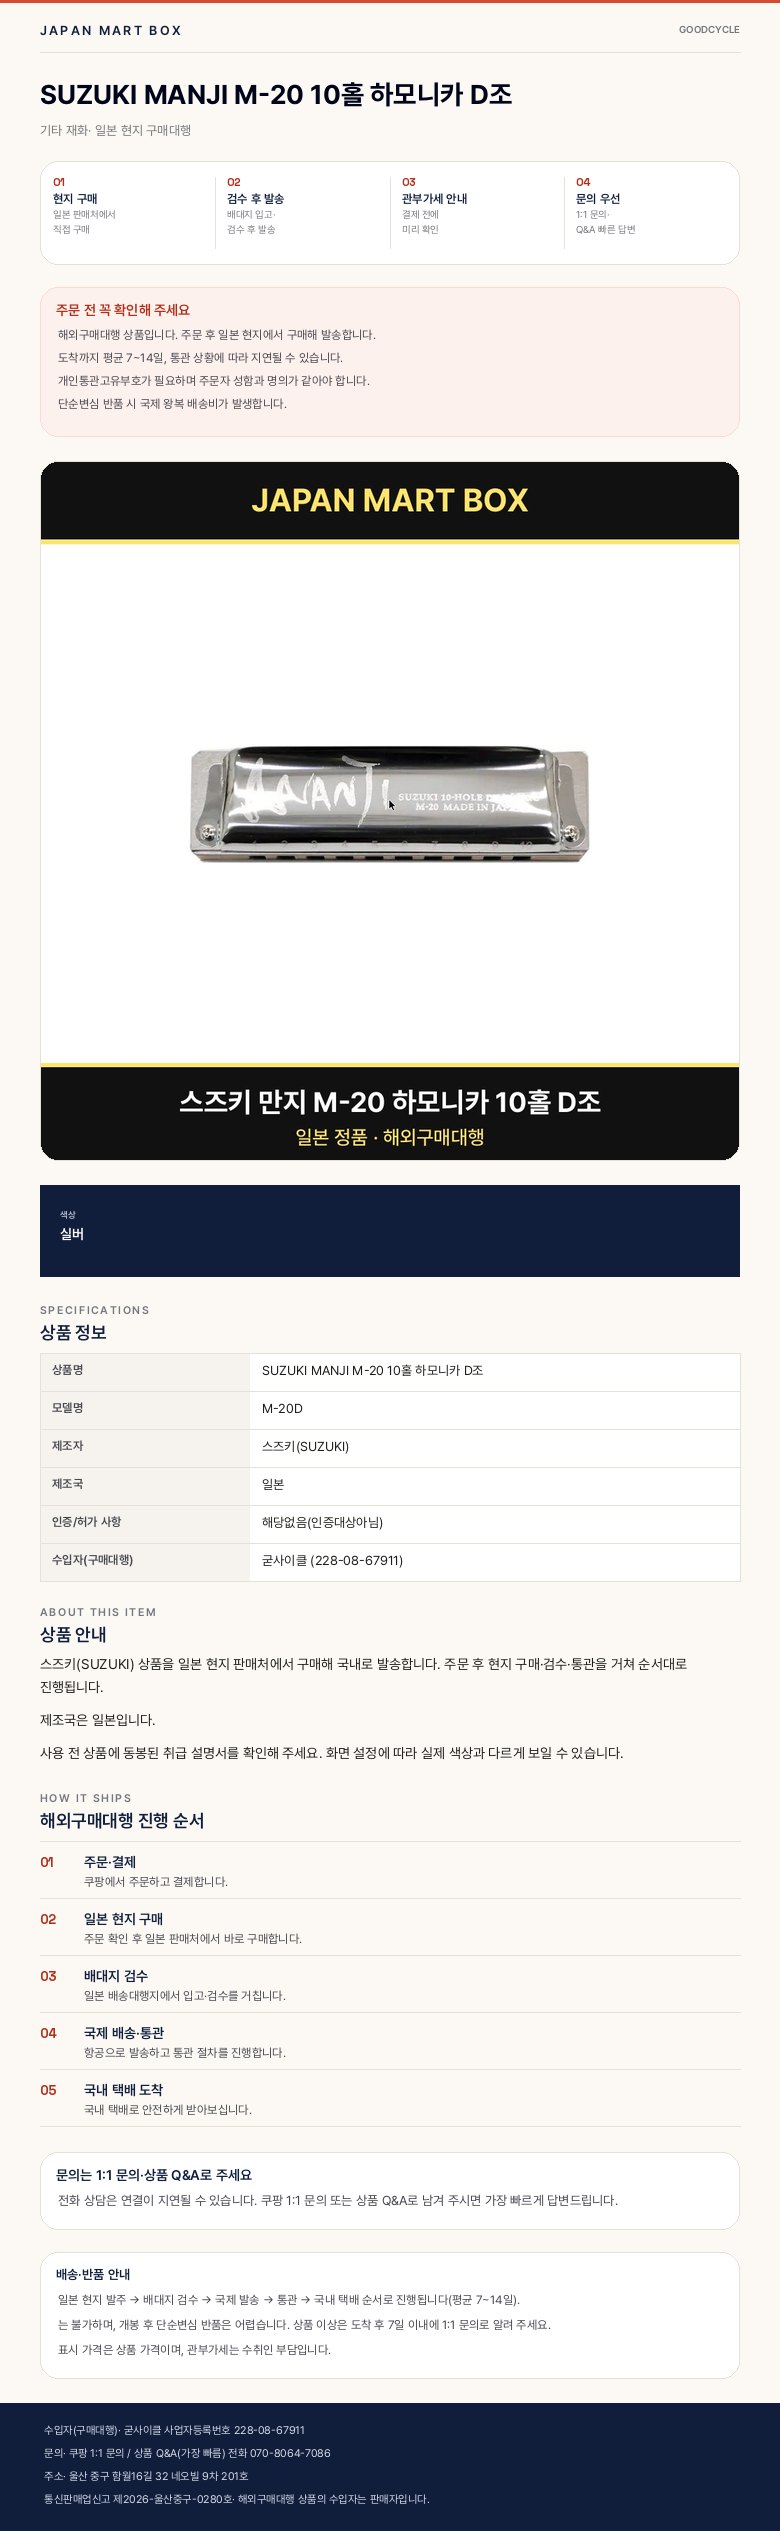 JAPAN MART BOX
GOODCYCLE
SUZUKI MANJI M-20 10홀 하모니카 D조
기타 재화· 일본 현지 구매대행
01
현지 구매
일본 판매처에서
직접 구매
02
검수 후 발송
배대지 입고·
검수 후 발송
03
관부가세 안내
결제 전에
미리 확인
04
문의 우선
1:1 문의·
Q&A 빠른 답변
주문 전 꼭 확인해 주세요
해외구매대행 상품입니다. 주문 후 일본 현지에서 구매해 발송합니다.
도착까지 평균 7~14일, 통관 상황에 따라 지연될 수 있습니다.
개인통관고유부호가 필요하며 주문자 성함과 명의가 같아야 합니다.
단순변심 반품 시 국제 왕복 배송비가 발생합니다.
JAPAN MART BOX
MANJI
SUZUKI 10-HOLE
M-20 MADE IN
스즈키 만지 M-20 하모니카 10홀 D조
일본 정품 · 해외구매대행
색상
실버
SPECIFICATIONS
상품 정보
상품명 SUZUKI MANJI M-20 10홀 하모니카 D조
모델명 M-20D
제조자 스즈키(SUZUKI)
제조국 일본
인증/허가 사항 해당없음(인증대상아님)
수입자(구매대행) 굳사이클 (228-08-67911)
ABOUT THIS ITEM
상품 안내
스즈키(SUZUKI) 상품을 일본 현지 판매처에서 구매해 국내로 발송합니다. 주문 후 현지 구매·검수·통관을 거쳐 순서대로
진행됩니다.
제조국은 일본입니다.
사용 전 상품에 동봉된 취급 설명서를 확인해 주세요. 화면 설정에 따라 실제 색상과 다르게 보일 수 있습니다.
HOW IT SHIPS
해외구매대행 진행 순서
01 주문·결제
쿠팡에서 주문하고 결제합니다.
02 일본 현지 구매
주문 확인 후 일본 판매처에서 바로 구매합니다.
03 배대지 검수
일본 배송대행지에서 입고·검수를 거칩니다.
04 국제 배송·통관
항공으로 발송하고 통관 절차를 진행합니다.
05 국내 택배 도착
국내 택배로 안전하게 받아보십니다.
문의는 1:1 문의·상품 Q&A로 주세요
전화 상담은 연결이 지연될 수 있습니다. 쿠팡 1:1 문의 또는 상품 Q&A로 남겨 주시면 가장 빠르게 답변드립니다.
배송·반품 안내
일본 현지 발주 → 배대지 검수 → 국제 발송 → 통관 → 국내 택배 순서로 진행됩니다(평균 7~14일).
는 불가하며, 개봉 후 단순변심 반품은 어렵습니다. 상품 이상은 도착 후 7일 이내에 1:1 문의로 알려 주세요.
표시 가격은 상품 가격이며, 관부가세는 수취인 부담입니다.
수입자(구매대행)· 굳사이클 사업자등록번호 228-08-67911
문의· 쿠팡 1:1 문의 / 상품 Q&A(가장 빠름) 전화 070-8064-7086
주소· 울산 중구 함월16길 32 네오빌 9차 201호
통신판매업신고 제2026-울산중구-0280호· 해외구매대행 상품의 수입자는 판매자입니다.